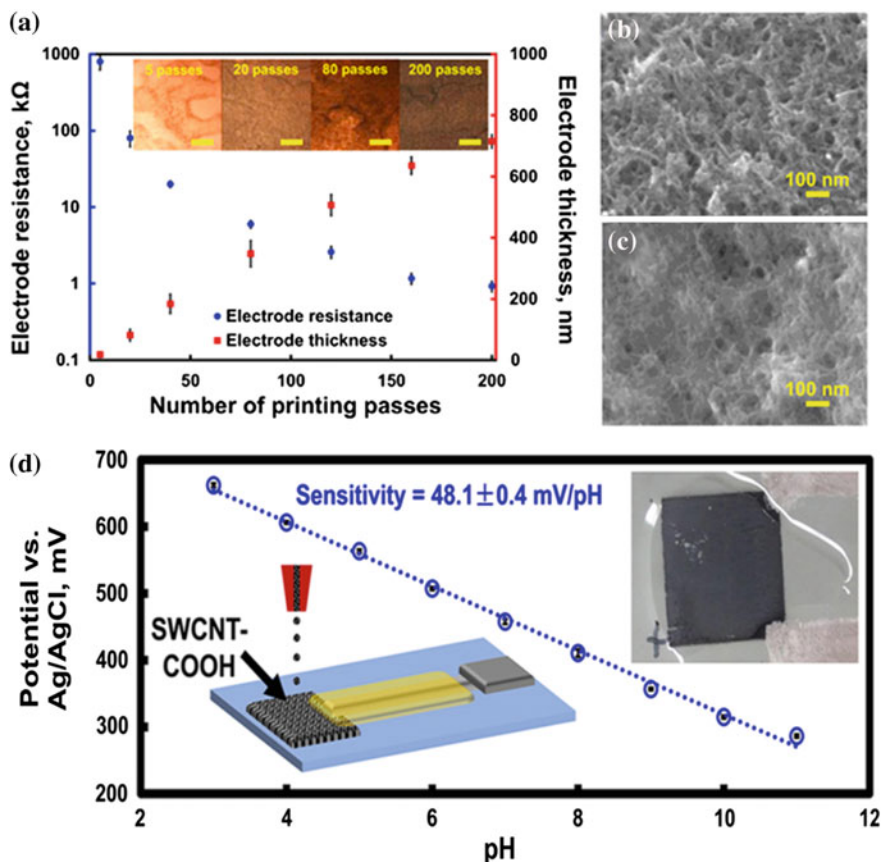 (a)
Electrode resistance, kΩ
1000
100
10
1
0.1
5 passes 20 passes 80 passes 200 passes
Electrode resistance
Electrode thickness
0 50 100 150 200
Number of printing passes
1000
800
600
400
200
0
Electrode thickness, nm
(b)
100 nm
(c)
100 nm
(d)
Potential vs.
Ag/AgCl, mV
700
600
500
400
300
200
Sensitivity = 48.1±0.4 mV/pH
SWCNT-
COOH
2 4 6 8 10 12
pH